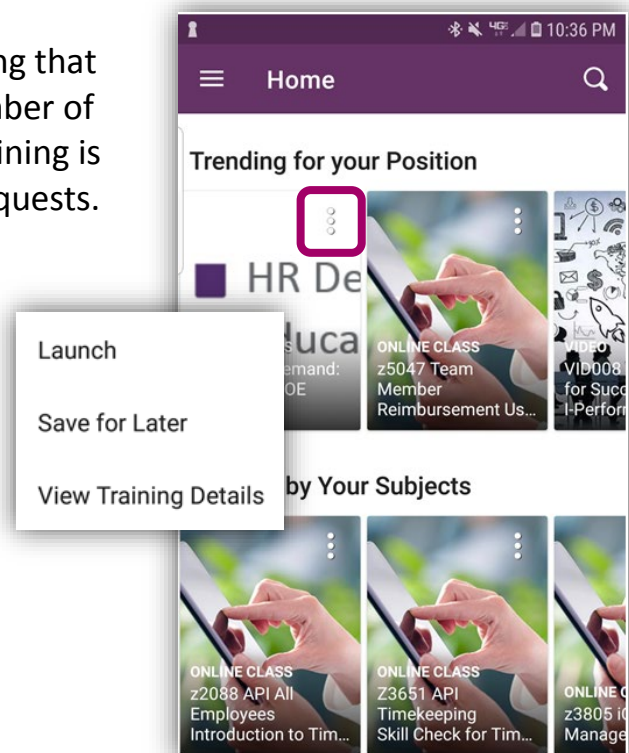 ng that
ber of
ining is
quests.
4G 10:36 PM
Home
Trending for your Position
HR De
uca
emand:
OE
ONLINE CLASS
z5047 Team
Member
Reimbursement Us...
VIDEO
VID008
for Succ
I-Perfor
Launch
Save for Later
View Training Details
by Your Subjects
ONLINE CLASS
z2088 API All
Employees
Introduction to Tim...
ONLINE CLASS
Z3651 API
Timekeeping
Skill Check for Tim...
ONLINE C
z3805 iC
Manage